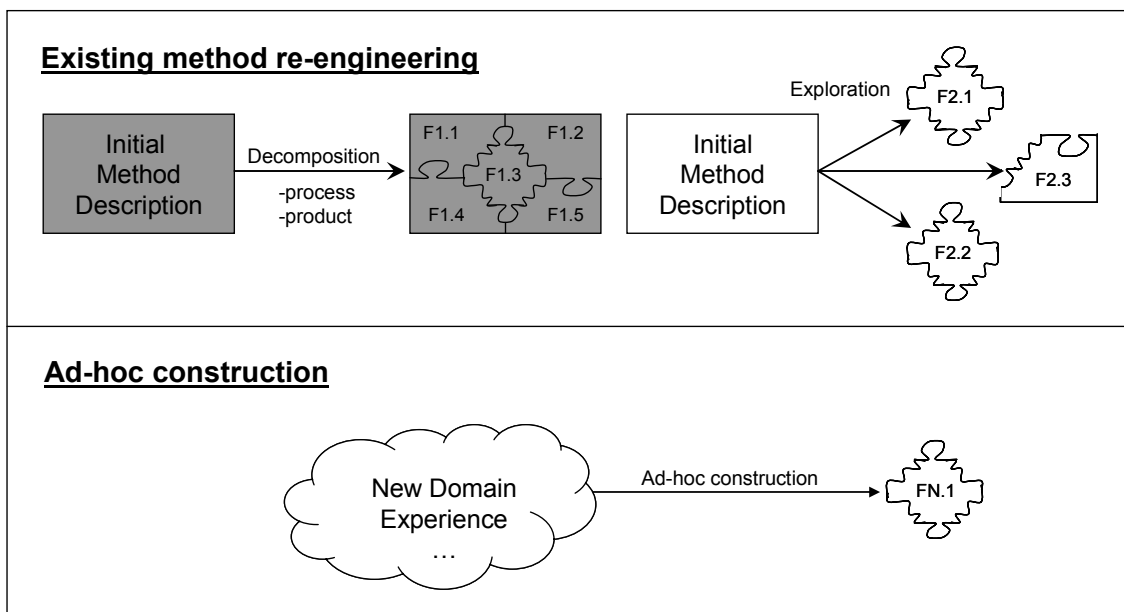 Existing method re-engineering
Initial
Method
Description
Decomposition
-process
-product
F1.1
F1.2
F1.3
F1.4
F1.5
Initial
Method
Description
Exploration
F2.1
F2.3
F2.2
Ad-hoc construction
New Domain
Experience
…
Ad-hoc construction
FN.1